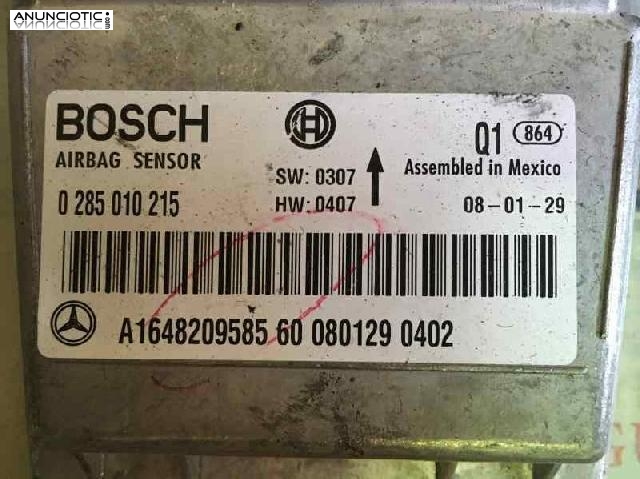 ANUNCIOTIC
BOSCH
AIRBAG SENSOR
0 285 010 215
SW: 0307
HW: 0407
Q1 864
Assembled in Mexico
08-01-29
A1648209585 60 080129 0402